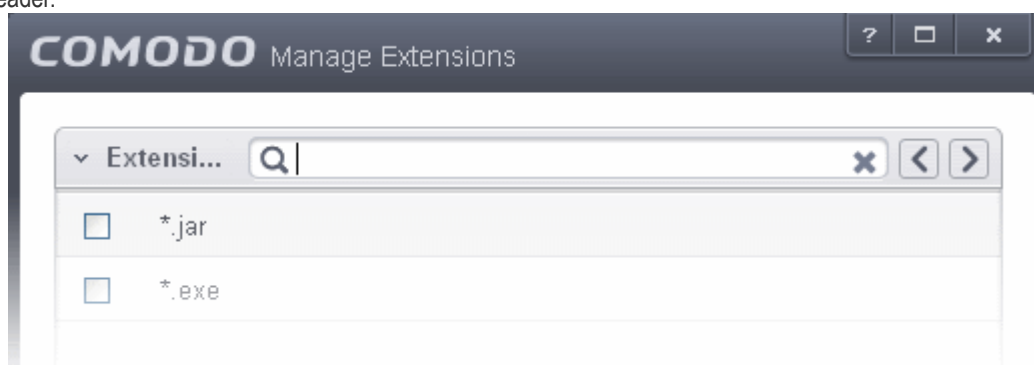 COMODO Manage Extensions ? x
Extensi...
*.jar
*.exe